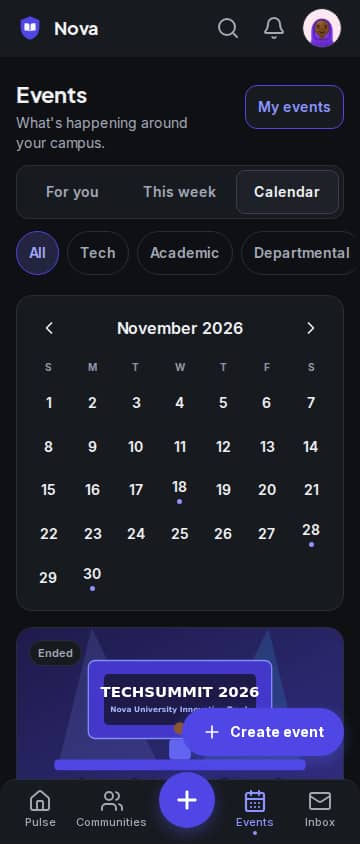 Nova
Events
My events
What's happening around
your campus.
For you This week Calendar
All Tech Academic Departmental
November 2026
S M T W T F S
1 2 3 4 5 6 7
8 9 10 11 12 13 14
15 16 17 18 19 20 21
22 23 24 25 26 27 28
29 30
Ended
TECHSUMMIT 2026
Nova University
Create event
Pulse Communities Events Inbox